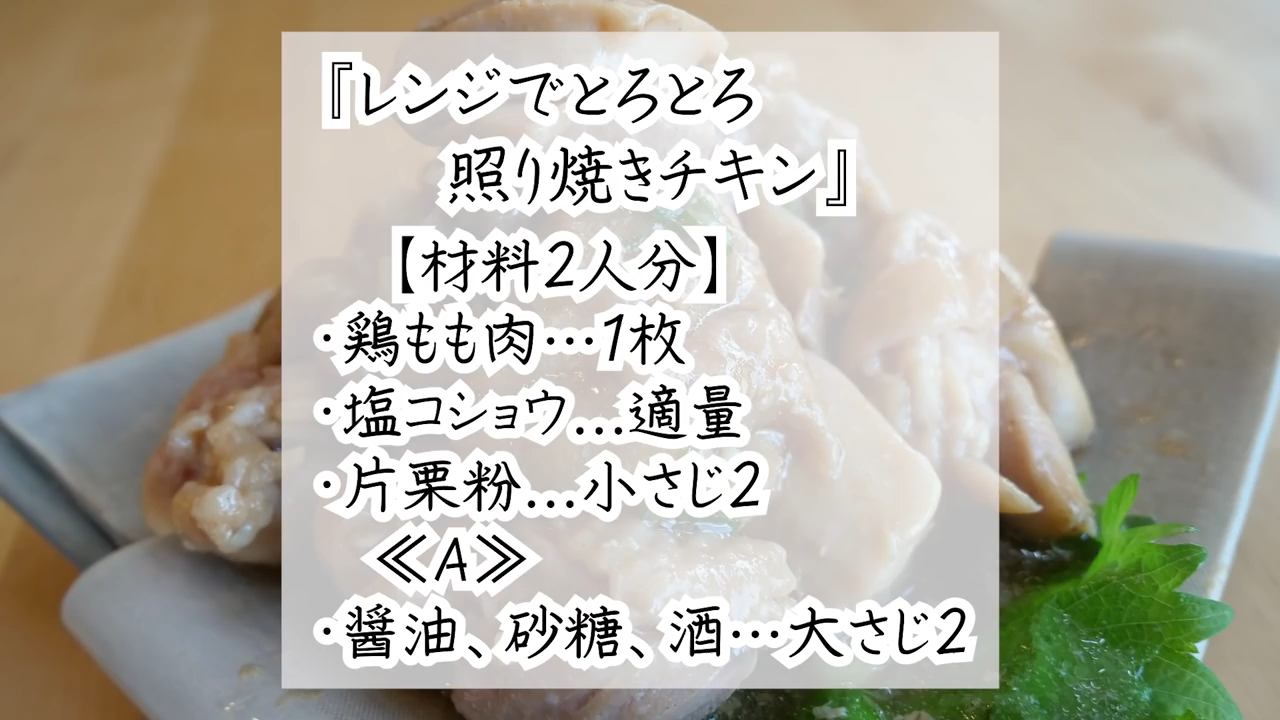 『レンジでとろとろ
照り焼きチキン』
【材料2人分】
・鶏もも肉…1枚
・塩コショウ...適量
・片栗粉...小さじ2
≪A≫
・醤油、砂糖、酒…大さじ2